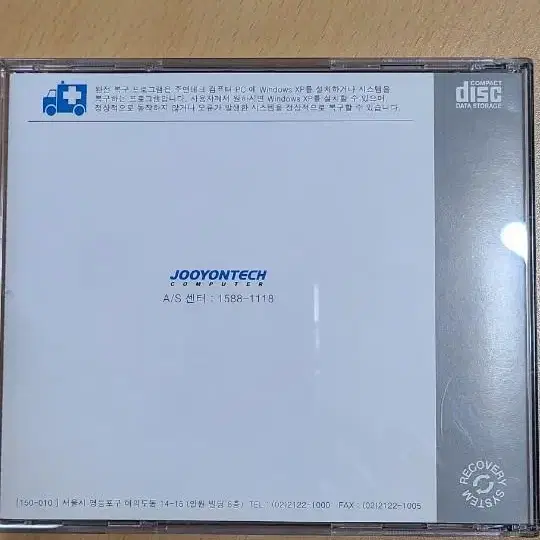 원천 복구 프로그램은 주연테크 컴퓨터 PC 에 Windows XP를 설치하거나 시스템을
복구하는 프로그램입니다. 사용자께서 원하시면 Windows XP를 설치할 수 있으며
정상적으로 동작하지 않거나 오류가 발생한 시스템을 정상적으로 복구할 수 있습니다.
COMPACT
disc
DATA STORAGE
JOOYONTECH
COMPUTER
A/S 센터 : 1588-1118
RECOVERY SYSTEM
[150-010] 서울시 영등포구 여의도동 14-15 (인원 빌딩 6층) TEL : (02)2122-1000 FAX : (02)2122-1005